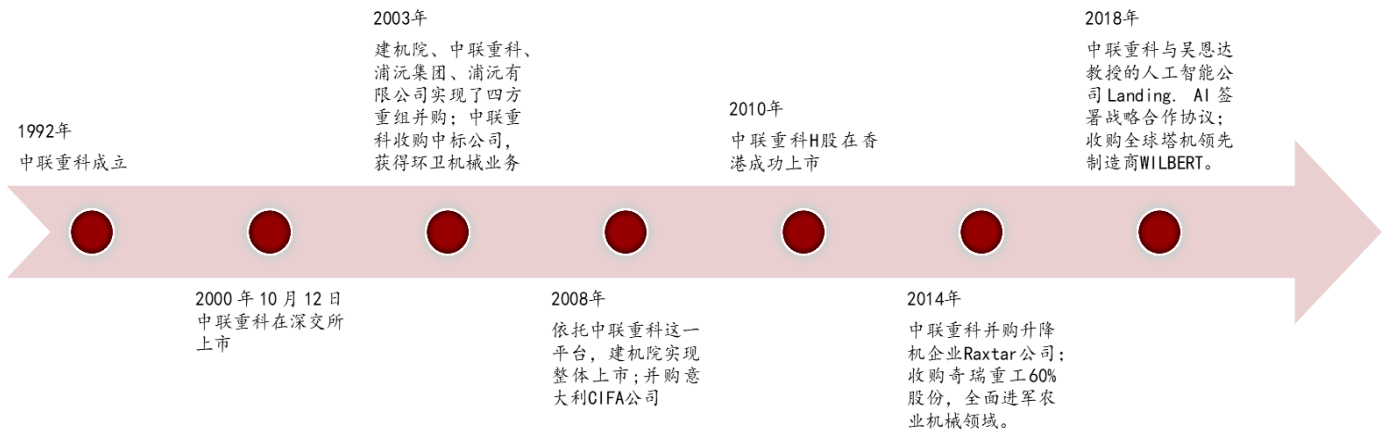 1992年
中联重科成立
2000 年 10 月 12 日
中联重科在深交所
上市
2003年
建机院、中联重科、
浦沅集团、浦沅有
限公司实现了四方
重组并购；中联重
科收购中标公司，
获得环卫机械业务
2008年
依托中联重科这一
平台，建机院实现
整体上市;并购意
大利CIFA公司
2010年
中联重科H股在香
港成功上市
2014年
中联重科并购升降
机企业Raxtar公司；
收购奇瑞重工60%
股份，全面进军农
业机械领域。
2018年
中联重科与吴恩达
教授的人工智能公
司Landing. AI 签
署战略合作协议；
收购全球塔机领先
制造商WILBERT。